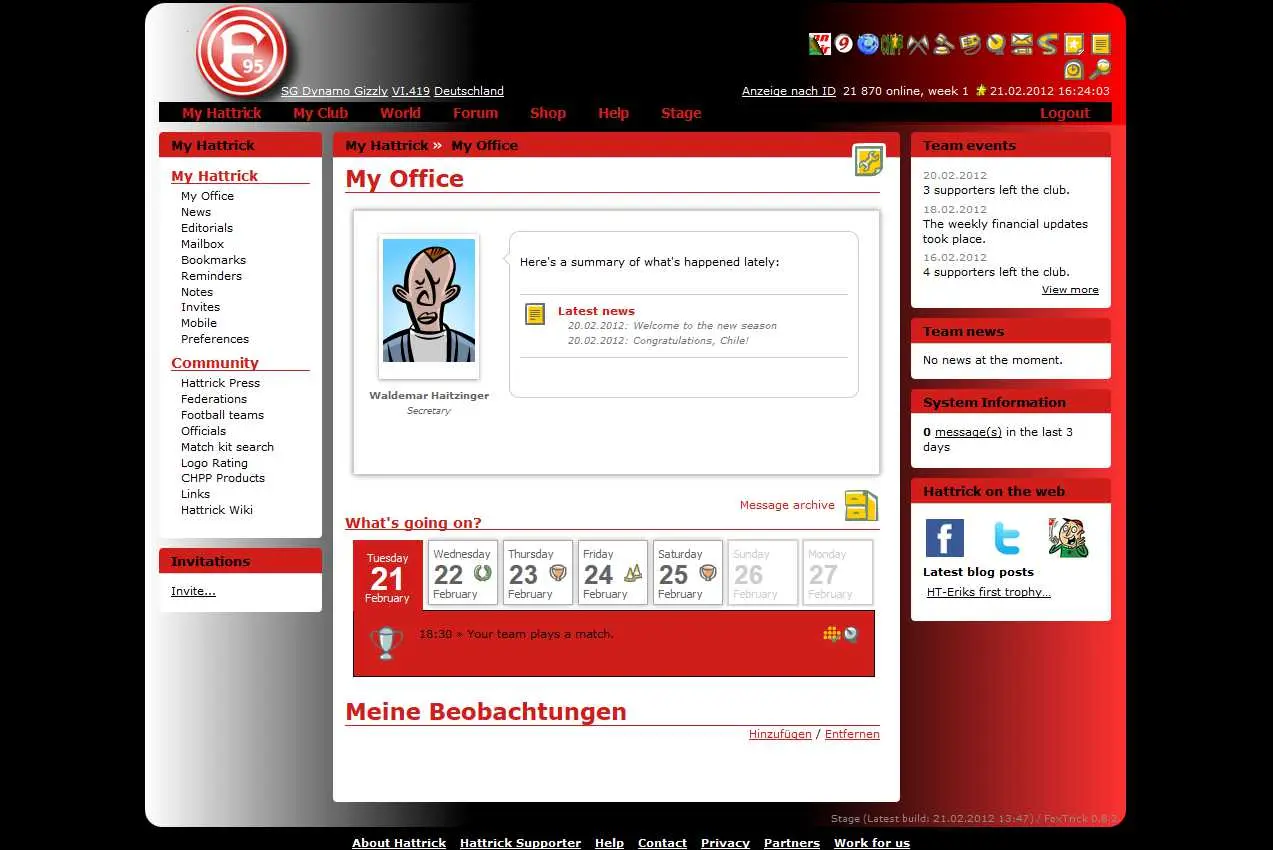 F
95
SG Dynamo Gizzly VI.419 Deutschland
Anzeige nach ID 21 870 online, week 1 21.02.2012 16:24:03
My Hattrick My Club World Forum Shop Help Stage Logout
My Hattrick
My Hattrick
My Office
News
Editorials
Mailbox
Bookmarks
Reminders
Notes
Invites
Mobile
Preferences
Community
Hattrick Press
Federations
Football teams
Officials
Match kit search
Logo Rating
CHPP Products
Links
Hattrick Wiki
Invitations
Invite...
My Hattrick » My Office
My Office
Here's a summary of what's happened lately:
Latest news
20.02.2012: Welcome to the new season
20.02.2012: Congratulations, Chile!
Waldemar Haitzinger
Secretary
Message archive
What's going on?
Tuesday
21
February
Wednesday
22
February
Thursday
23
February
Friday
24
February
Saturday
25
February
Sunday
26
February
Monday
27
February
18:30 » Your team plays a match.
Meine Beobachtungen
Hinzufügen / Entfernen
Team events
20.02.2012
3 supporters left the club.
18.02.2012
The weekly financial updates
took place.
16.02.2012
4 supporters left the club.
View more
Team news
No news at the moment.
System Information
0 message(s) in the last 3
days
Hattrick on the web
Latest blog posts
HT-Eriks first trophy...
Stage (Latest build: 21.02.2012 13:47) / FoxTrick 0.8.2
About Hattrick Hattrick Supporter Help Contact Privacy Partners Work for us